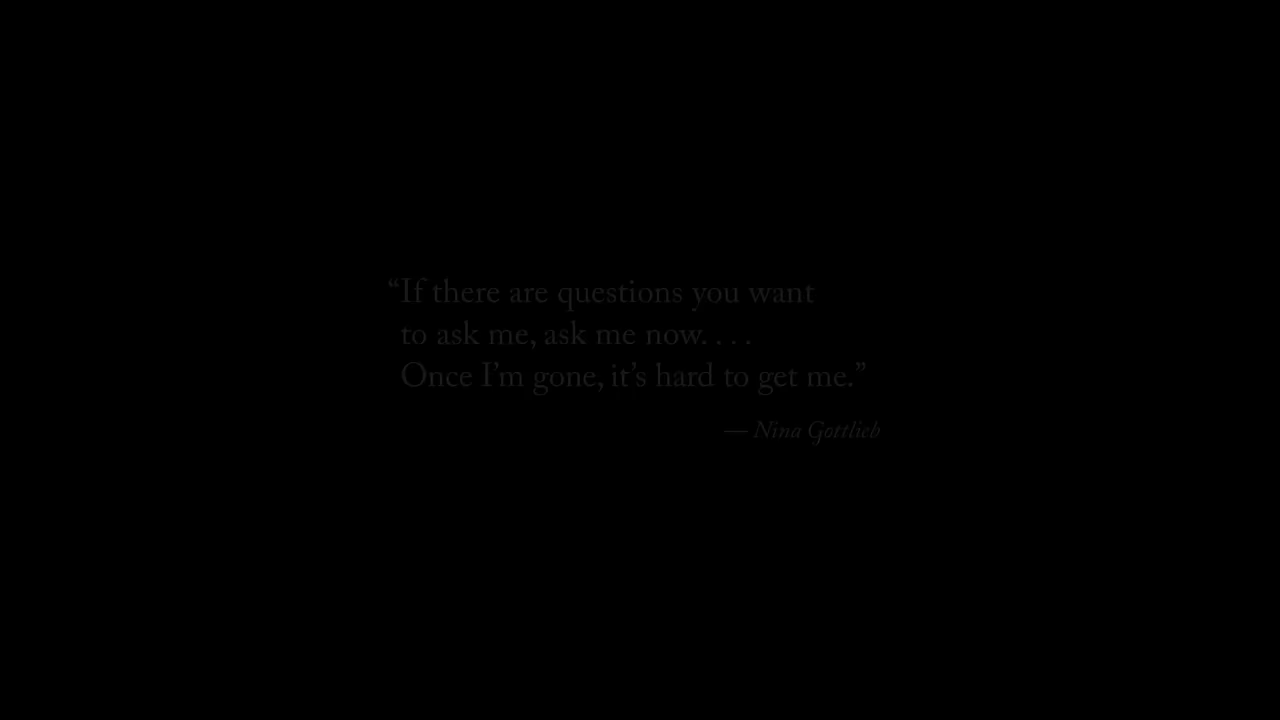 “If there are questions you want
to ask me, ask me now. . . .
Once I’m gone, it’s hard to get me.”
— Nina Gottlieb